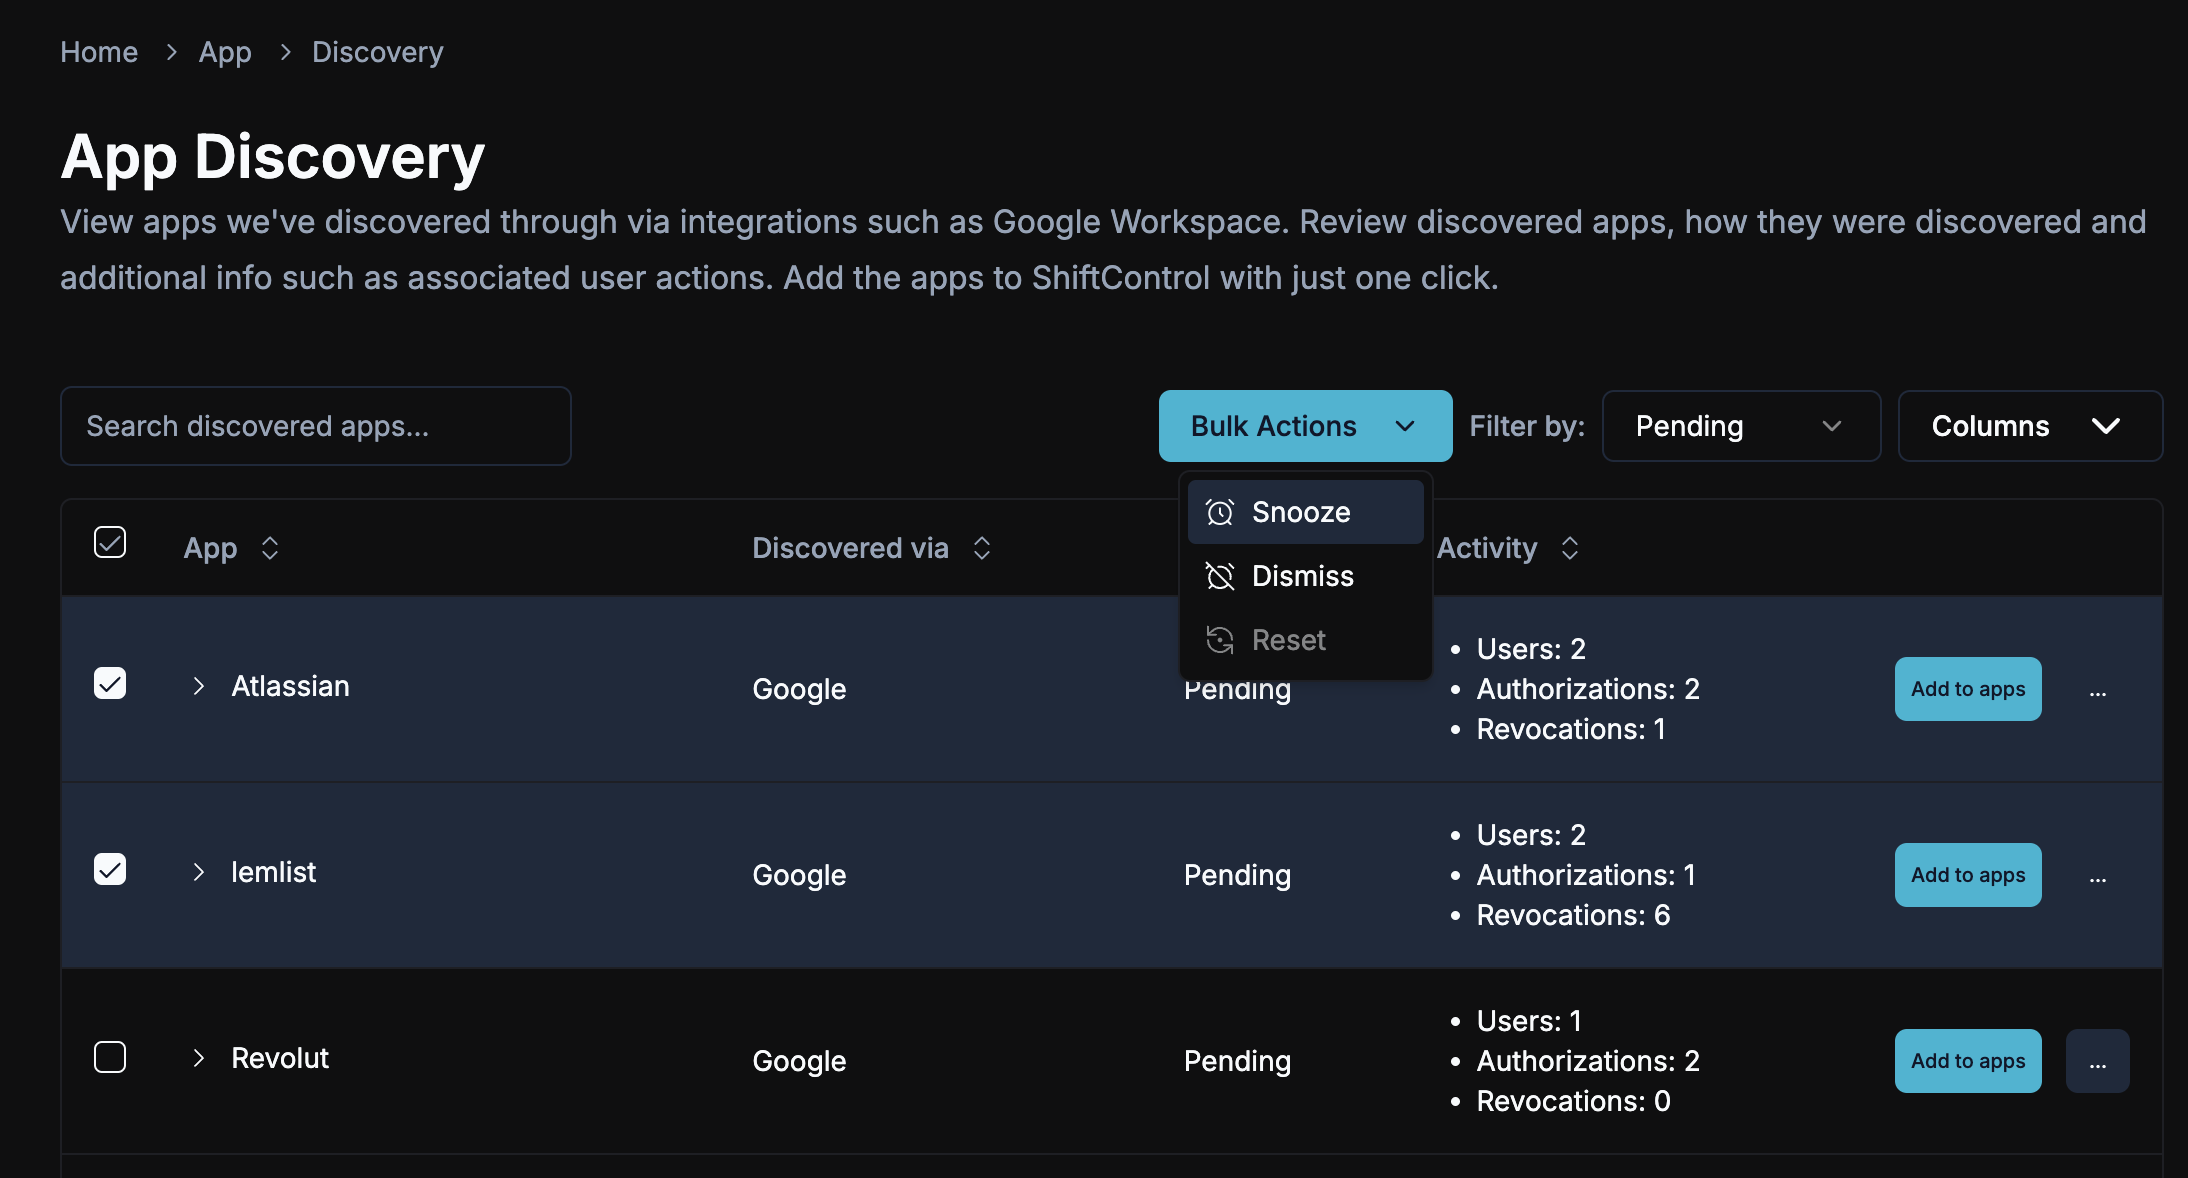 Home > App > Discovery
App Discovery
View apps we've discovered through via integrations such as Google Workspace. Review discovered apps, how they were discovered and
additional info such as associated user actions. Add the apps to ShiftControl with just one click.
Search discovered apps...
Bulk Actions
Filter by:
Pending
Columns
Snooze
Dismiss
Reset
App
Discovered via
Activity
Atlassian
Google
Pending
• Users: 2
• Authorizations: 2
• Revocations: 1
Add to apps
...
lemlist
Google
Pending
• Users: 2
• Authorizations: 1
• Revocations: 6
Add to apps
...
Revolut
Google
Pending
• Users: 1
• Authorizations: 2
• Revocations: 0
Add to apps
...